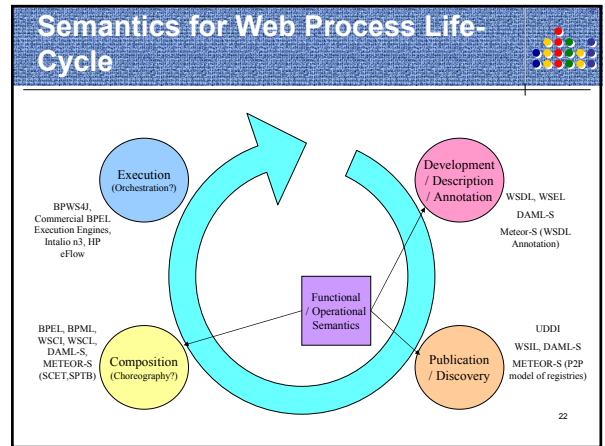 Semantics for Web Process Life-
Cycle
Execution
(Orchestration?)
BPWS4J,
Commercial BPEL
Execution Engines,
Intalio n3, HP
eFlow
Development
/ Description
/ Annotation
WSDL, WSEL
DAML-S
Meteor-S (WSDL
Annotation)
Functional
/ Operational
Semantics
BPEL, BPML,
WSCI, WSCL,
DAML-S,
METEOR-S
(SCET,SPTB)
Composition
(Choreography?)
Publication
/ Discovery
UDDI
WSIL, DAML-S
METEOR-S (P2P
model of registries)
22